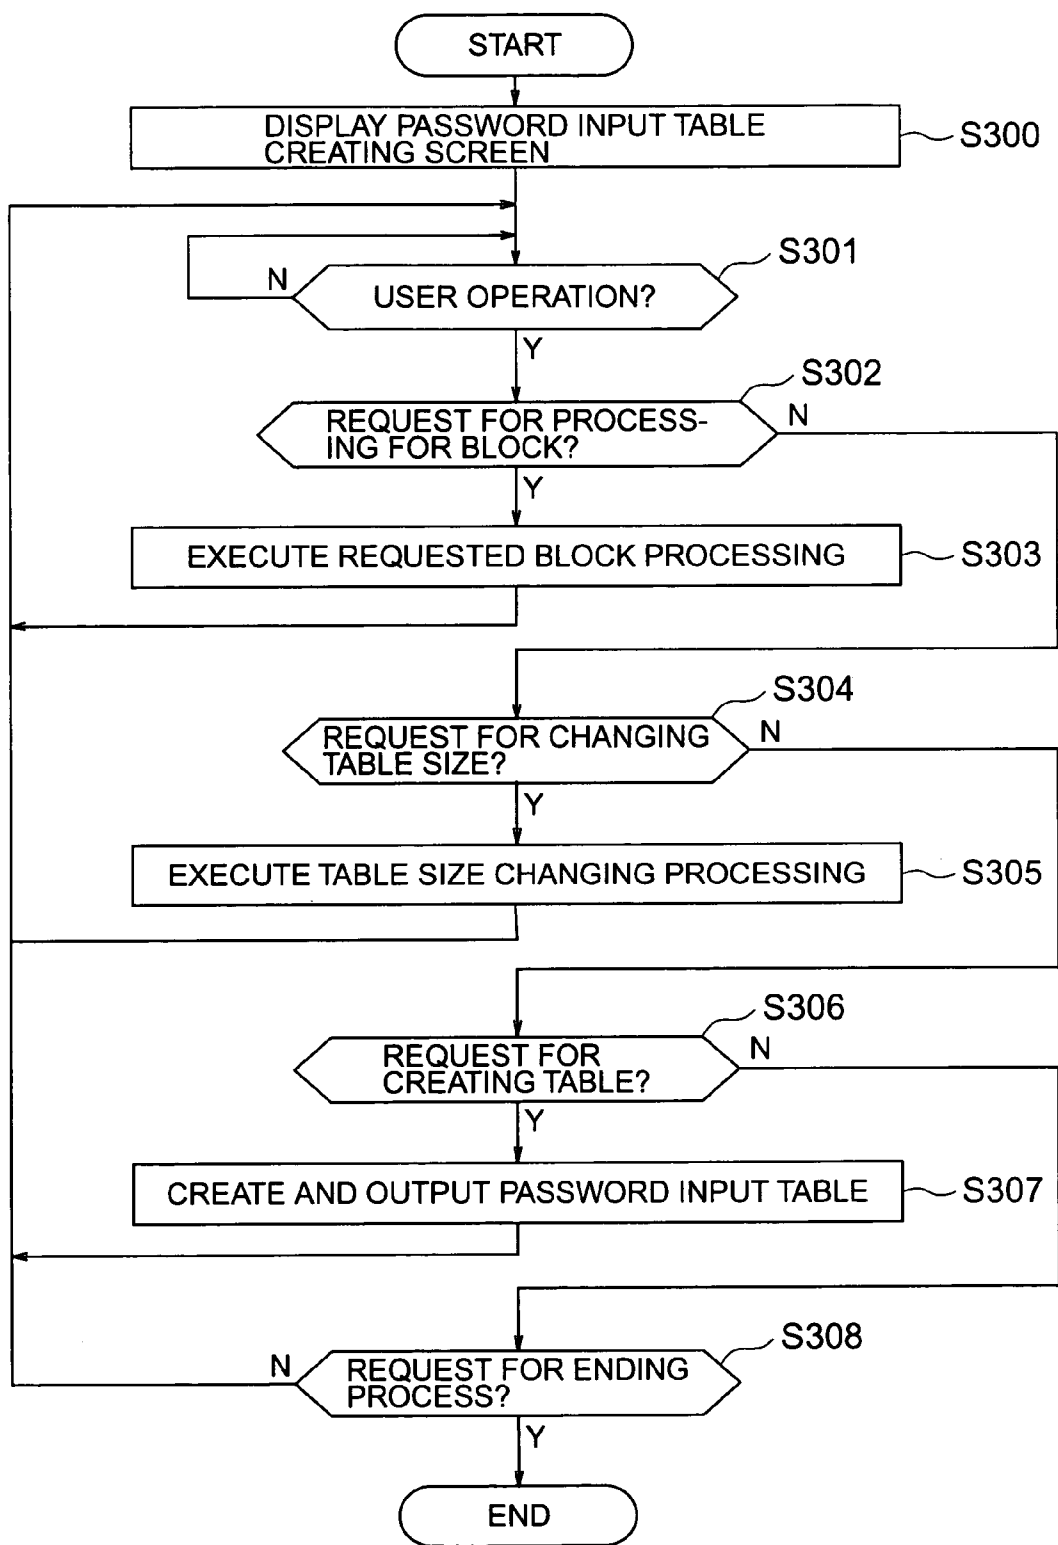 START
DISPLAY PASSWORD INPUT TABLE
CREATING SCREEN
S300
S301
N
USER OPERATION?
Y
S302
REQUEST FOR PROCESS-
ING FOR BLOCK?
N
Y
EXECUTE REQUESTED BLOCK PROCESSING
S303
S304
REQUEST FOR CHANGING
TABLE SIZE?
N
Y
EXECUTE TABLE SIZE CHANGING PROCESSING
S305
S306
REQUEST FOR
CREATING TABLE?
N
Y
CREATE AND OUTPUT PASSWORD INPUT TABLE
S307
S308
N
REQUEST FOR ENDING
PROCESS?
Y
END